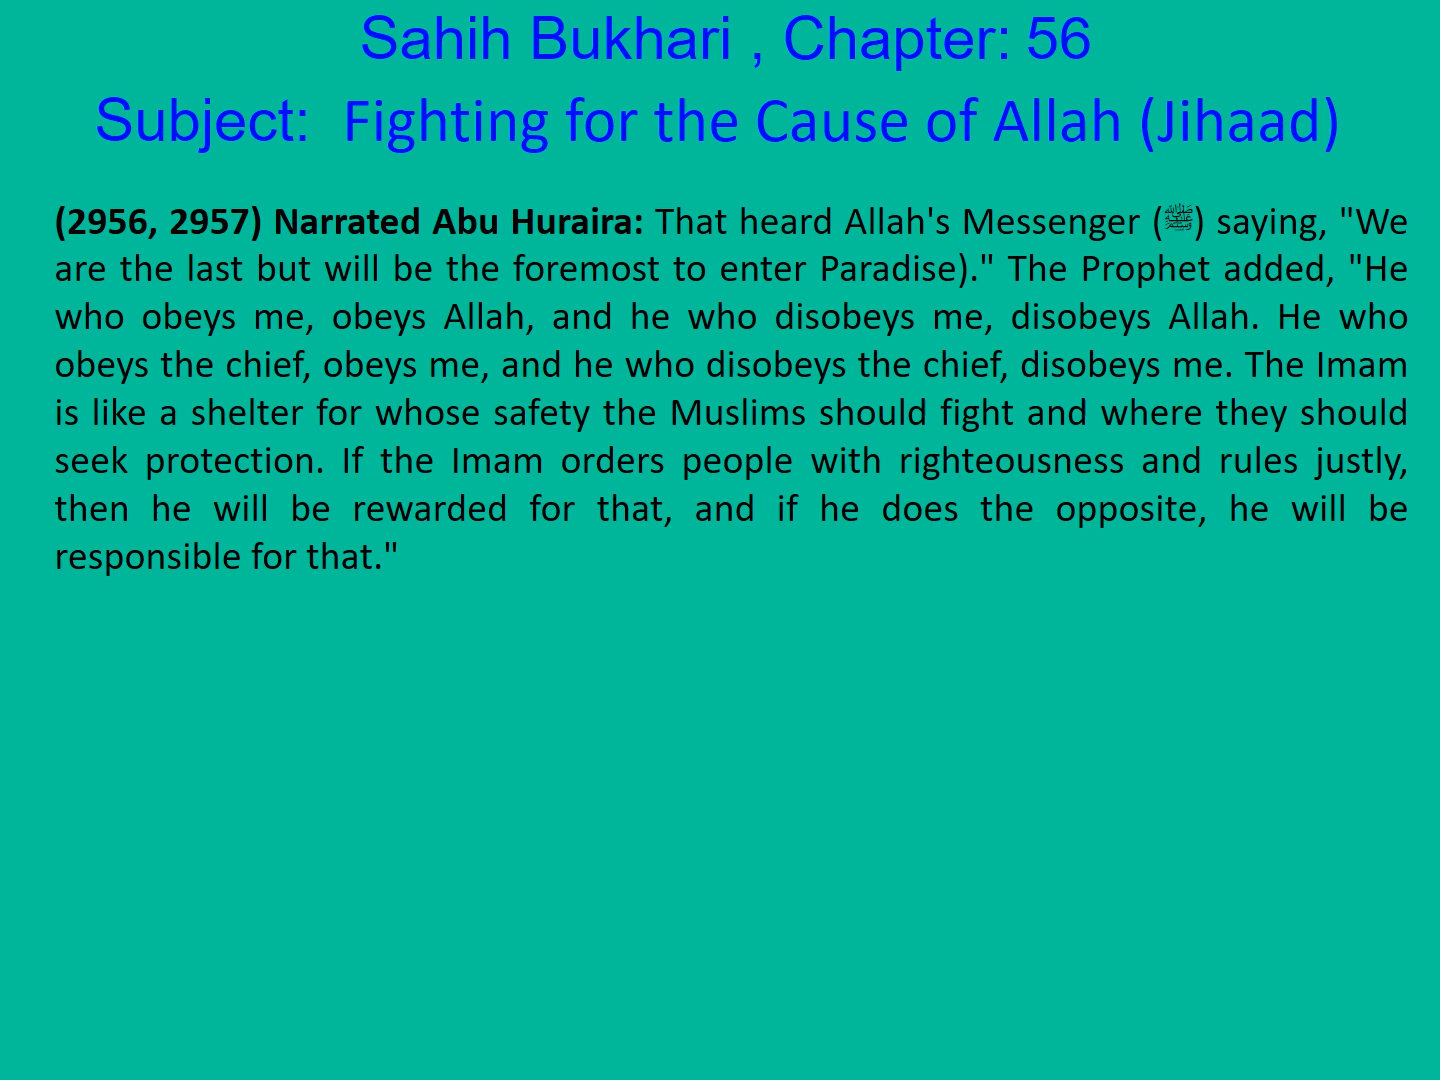 Sahih Bukhari , Chapter: 56
Subject:  Fighting for the Cause of Allah (Jihaad)
(2956, 2957) Narrated Abu Huraira: That heard Allah's Messenger (ﷺ) saying, "We
are the last but will be the foremost to enter Paradise)." The Prophet added, "He
who obeys me, obeys Allah, and he who disobeys me, disobeys Allah. He who
obeys the chief, obeys me, and he who disobeys the chief, disobeys me. The Imam
is like a shelter for whose safety the Muslims should fight and where they should
seek protection. If the Imam orders people with righteousness and rules justly,
then he will be rewarded for that, and if he does the opposite, he will be
responsible for that."